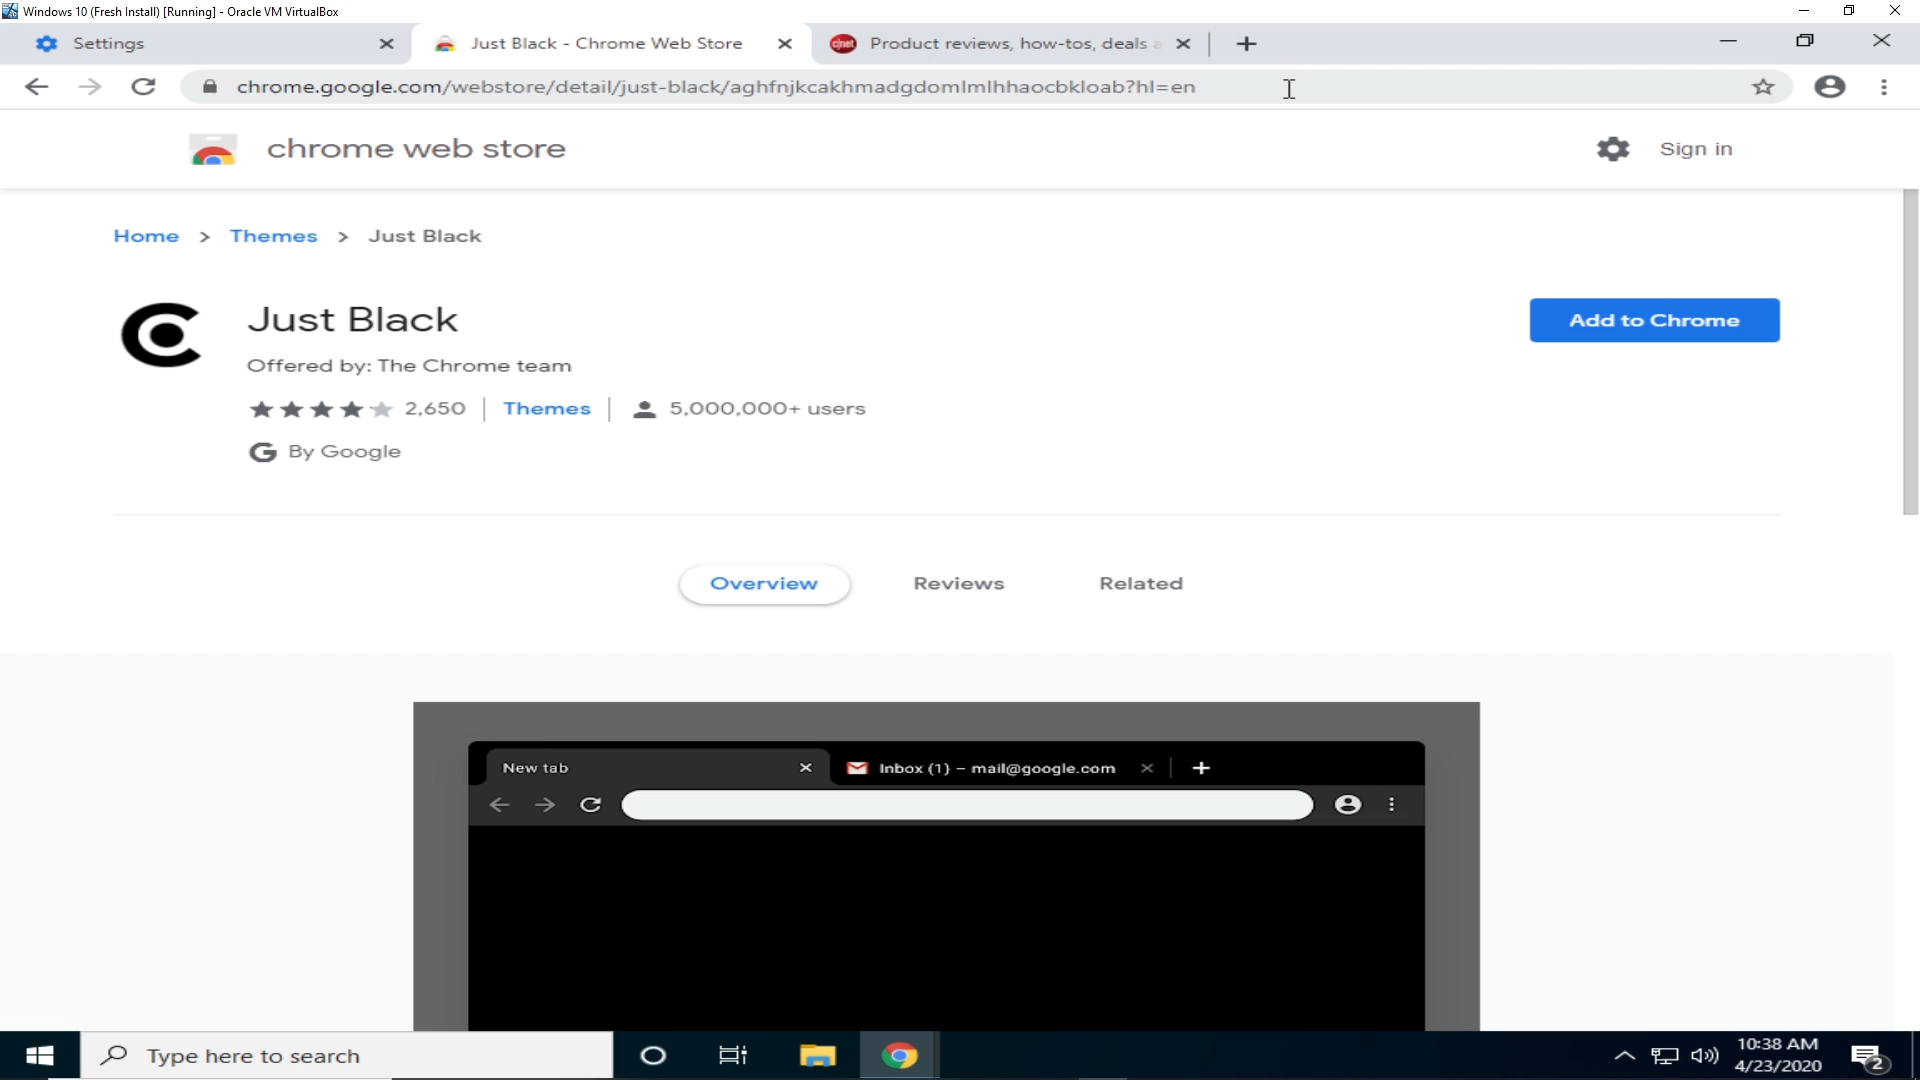 Windows 10 (Fresh Install) [Running] - Oracle VM VirtualBox
Settings
Just Black - Chrome Web Store
cnet Product reviews, how-tos, deals a
chrome.google.com/webstore/detail/just-black/aghfnjkcakhmadgdomlmlhhaocbkloab?hl=en
chrome web store
Sign in
Home > Themes > Just Black
Just Black
Add to Chrome
Offered by: The Chrome team
2,650 | Themes | 5,000,000+ users
G By Google
Overview
Reviews
Related
New tab
Inbox (1) – mail@google.com
Type here to search
10:38 AM
4/23/2020
2